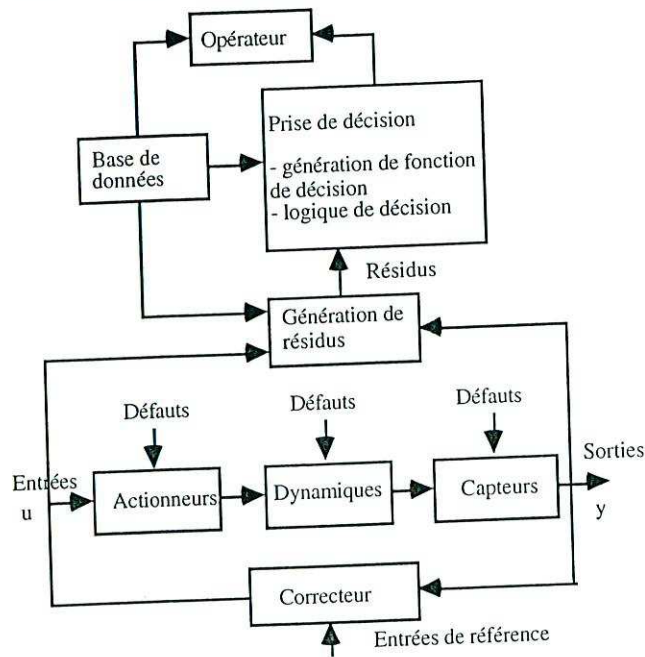 Opérateur
Prise de décision
- génération de fonction
de décision
- logique de décision
Base de
données
Résidus
Génération de
résidus
Défauts
Défauts
Défauts
Entrées
u
Actionneurs
Dynamiques
Capteurs
Sorties
y
Correcteur
Entrées de référence